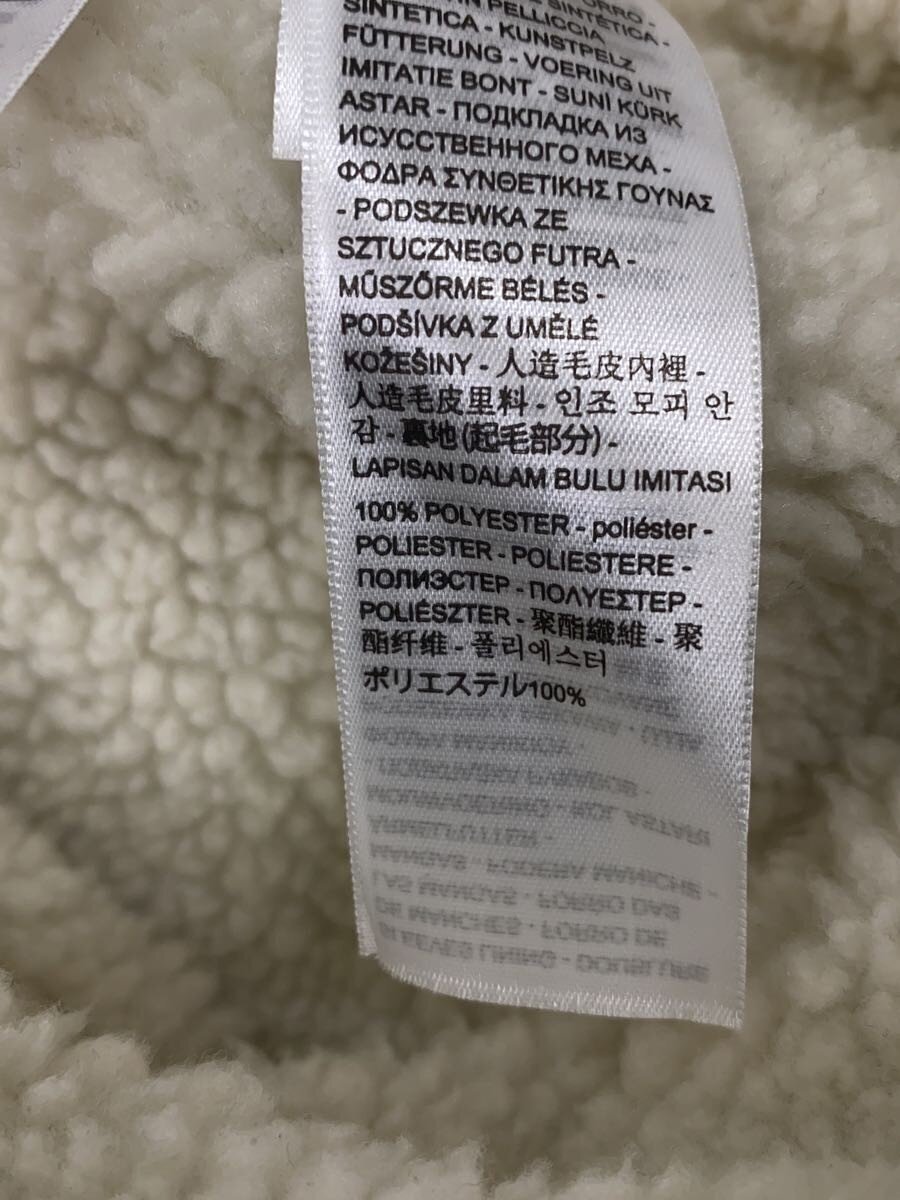 SINTÉTICA -
IN PELLICCIA
SINTETICA - KUNSTPELZ
FÜTTERUNG - VOERING UIT
IMITATIE BONT - SUNİ KÜRK
ASTAR - ПОДКЛАДКА ИЗ
ИСУССТВЕННОГО МЕХА -
ΦΟΔΡΑ ΣΥΝΘΕΤΙΚΗΣ ΓΟΥΝΑΣ
- PODSZEWKA ZE
SZTUCZNEGO FUTRA -
MŰSZŐRME BÉLÉS -
PODŠÍVKA Z UMĚLÉ
KOŽEŠINY - 人造毛皮內裡 -
人造毛皮里料 - 인조 모피 안
감 - 裏地(起毛部分) -
LAPISAN DALAM BULU IMITASI
100% POLYESTER - poliéster -
POLIESTER - POLIESTERE -
ПОЛИЭСТЕР - ΠΟΛΥΕΣΤΕΡ -
POLIÉSZTER - 聚酯纖維 - 聚
酯纤维 - 폴리에스터
ポリエステル100%